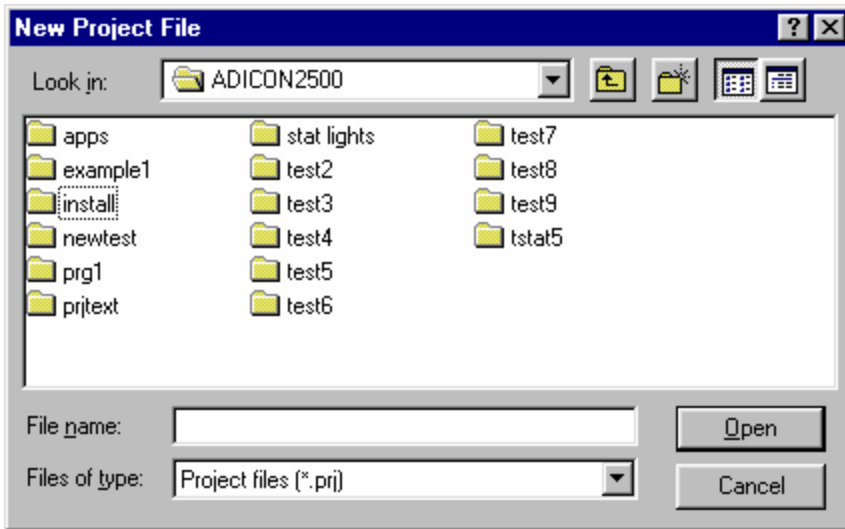 New Project File
Look in: ADICON2500
apps
example1
install
newtest
prg1
prjtext
stat lights
test2
test3
test4
test5
test6
test7
test8
test9
tstat5
File name: Open
Files of type: Project files (*.prj) Cancel